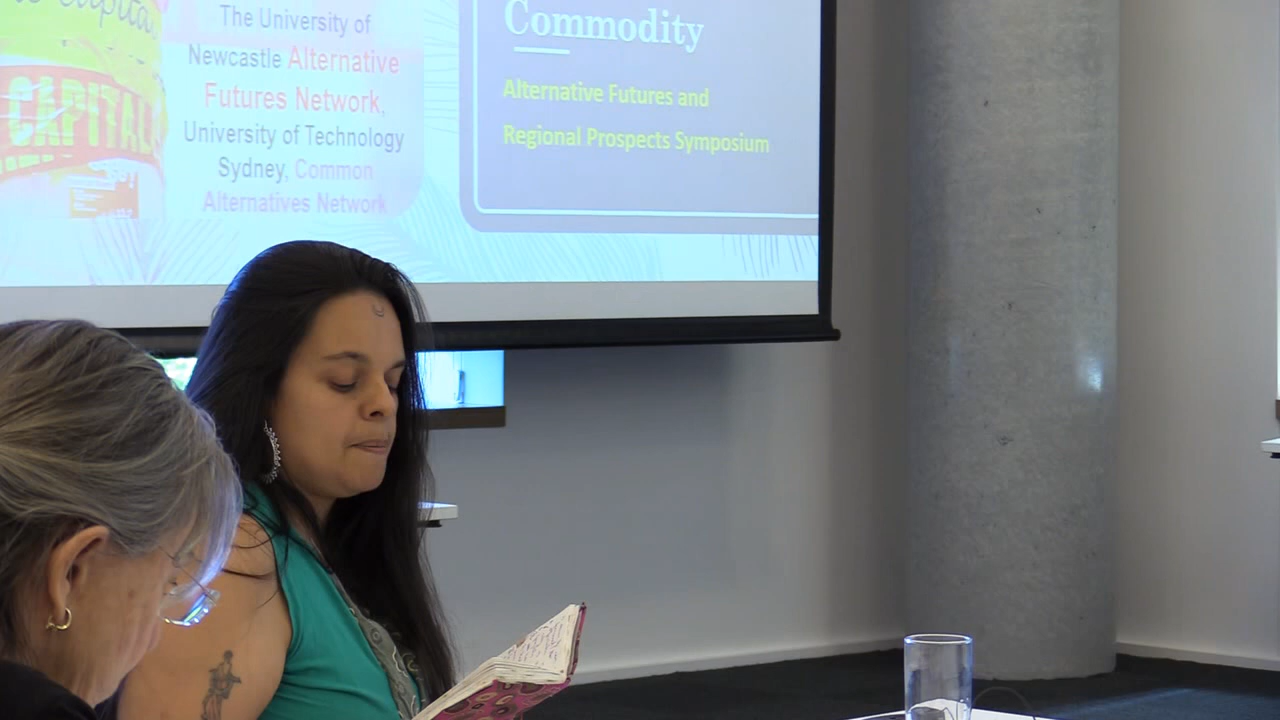 The University of
Newcastle Alternative
Futures Network,
University of Technology
Sydney, Common
Alternatives Network
CAPITAL
Commodity
Alternative Futures and
Regional Prospects Symposium